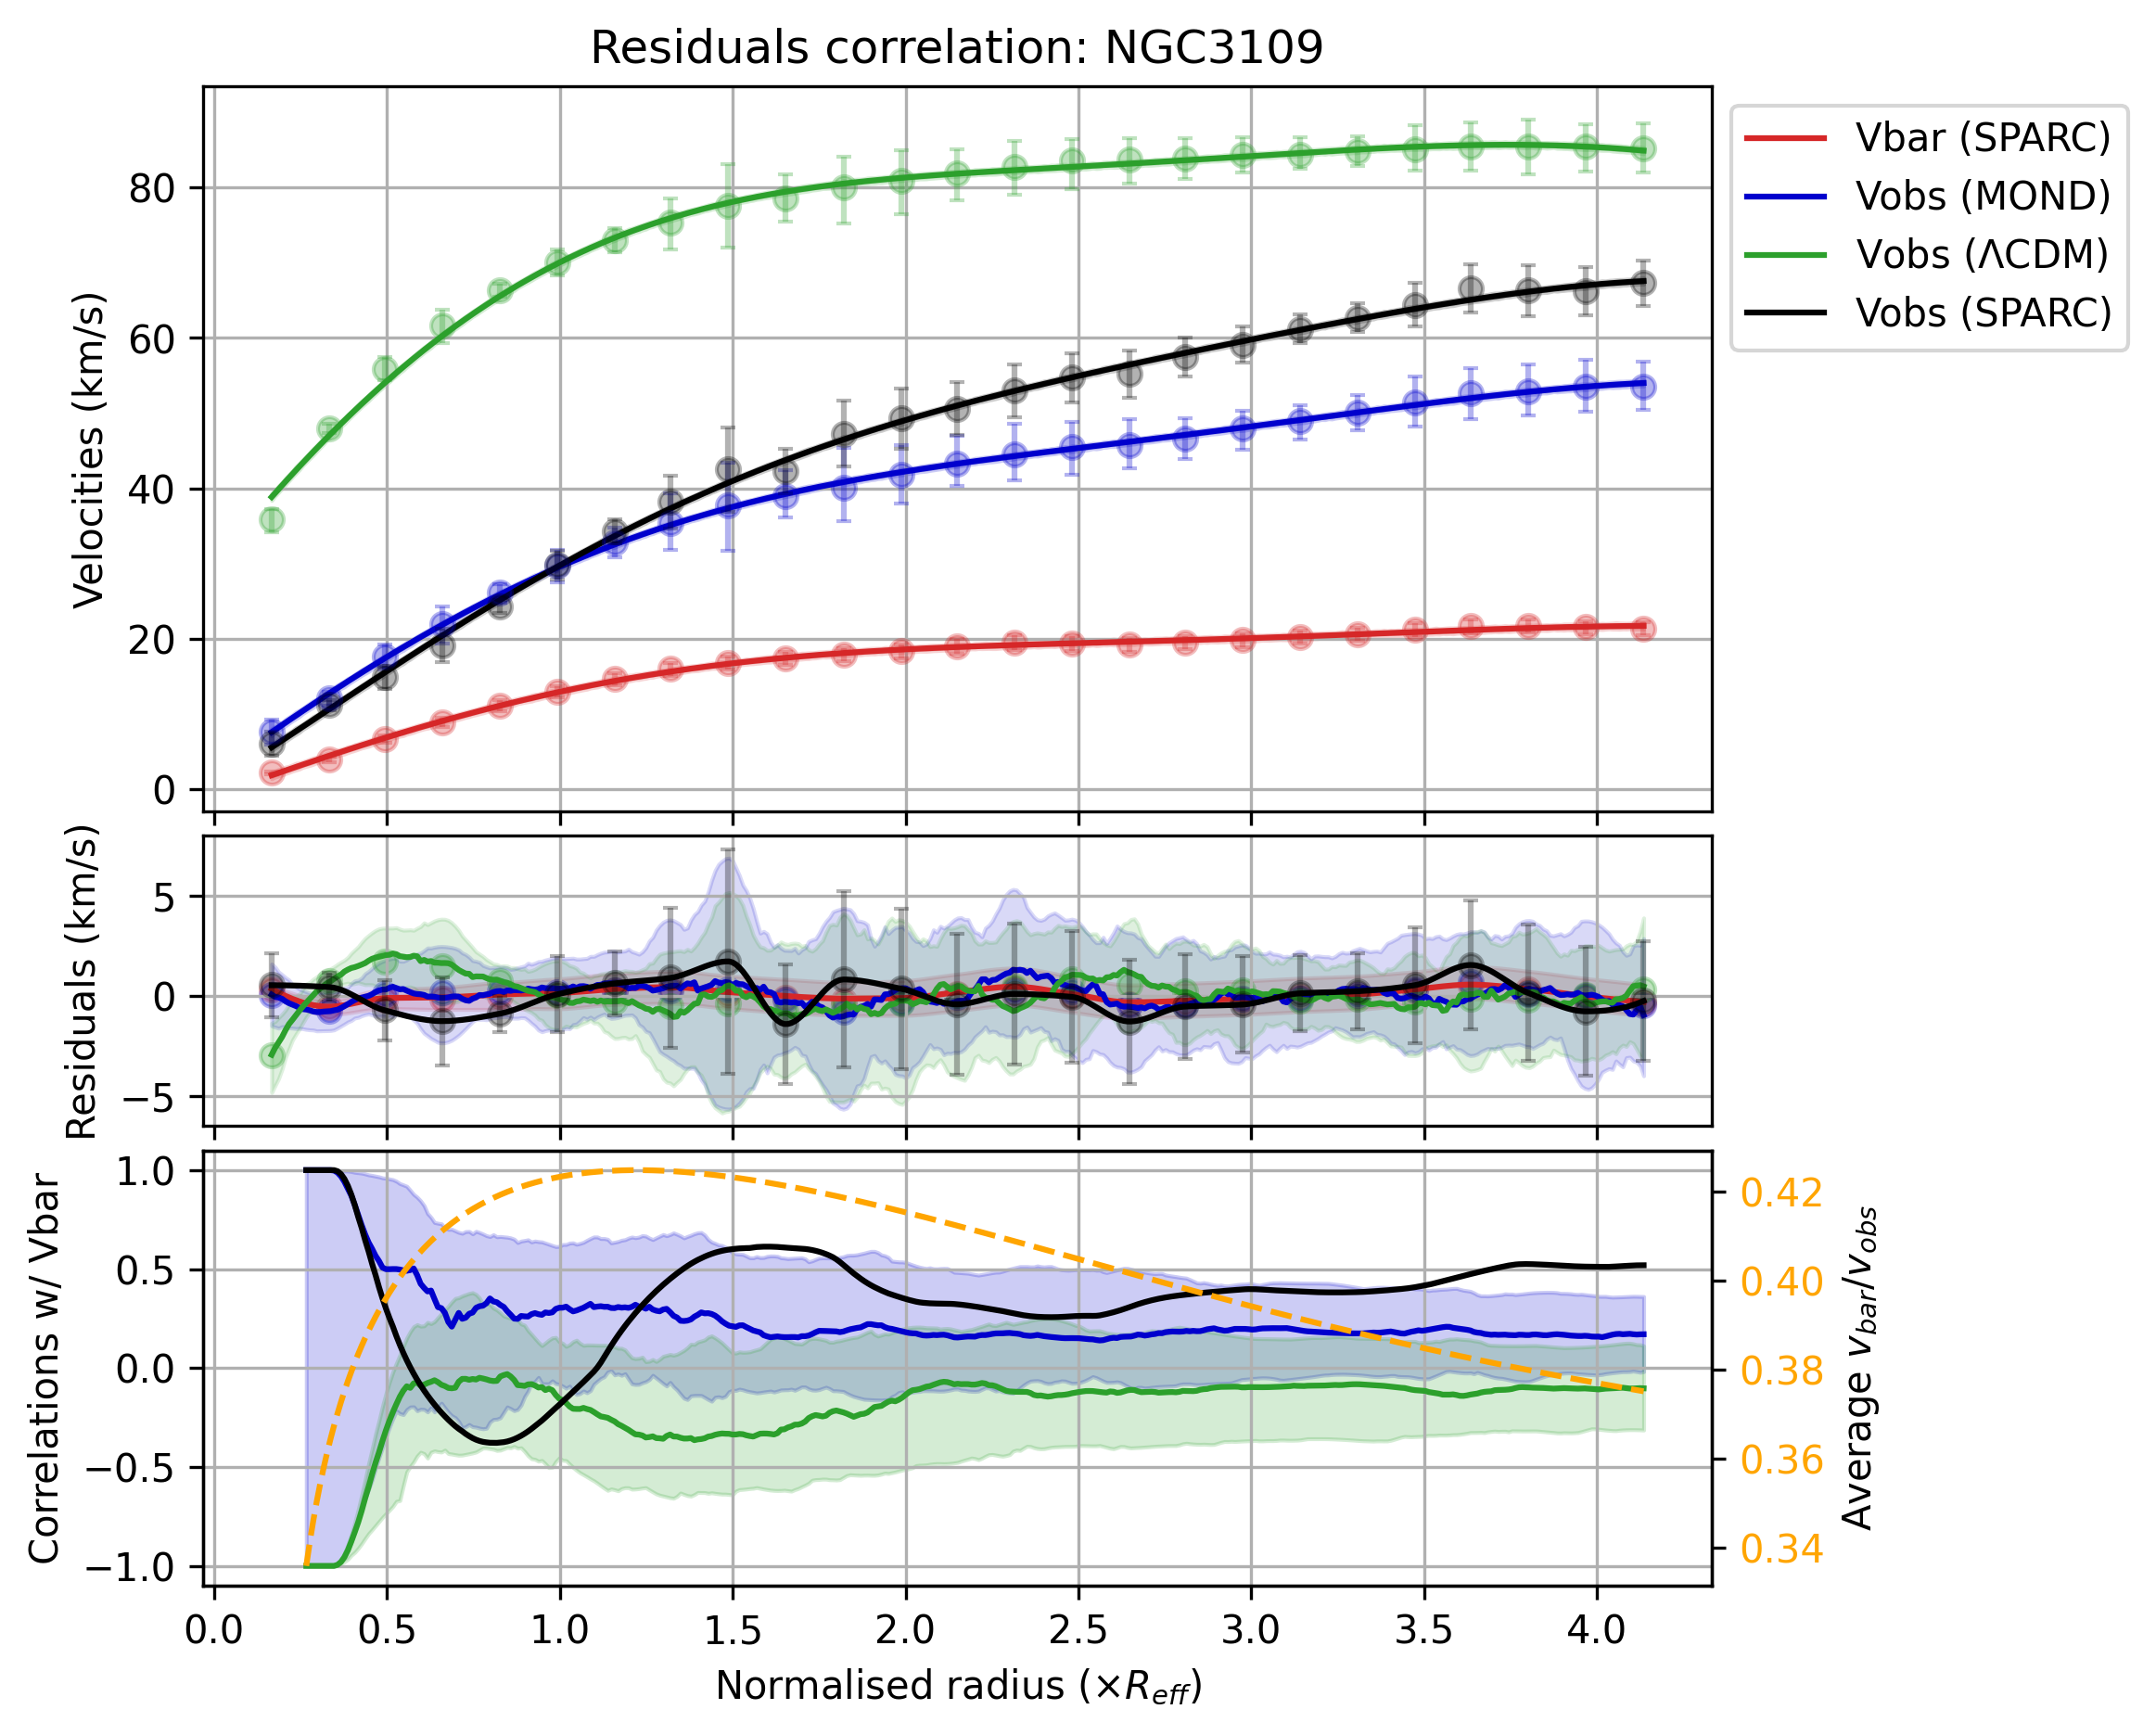 Residuals correlation: NGC3109
Velocities (km/s)
80
60
40
20
0
Vbar (SPARC)
Vobs (MOND)
Vobs (ΛCDM)
Vobs (SPARC)
Residuals (km/s)
5
0
−5
Correlations w/ Vbar
1.0
0.5
0.0
−0.5
−1.0
0.42
0.40
0.38
0.36
0.34
Average v_bar/v_obs
0.0 0.5 1.0 1.5 2.0 2.5 3.0 3.5 4.0
Normalised radius (×R_eff)